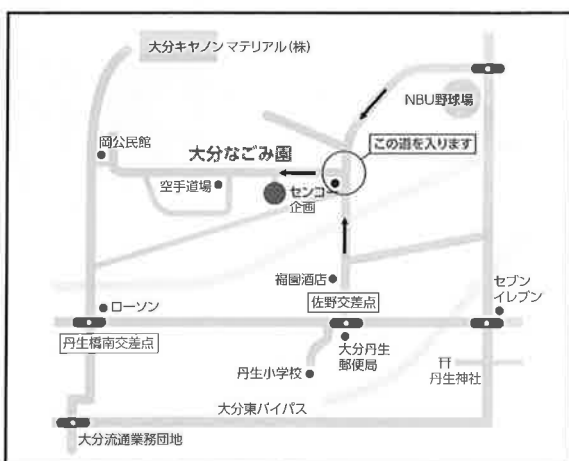 大分キヤノン マテリアル(株)
NBU野球場
岡公民館
大分なごみ園
この道を入ります
空手道場
センコー
企画
福園酒店
佐野交差点
セブン
イレブン
ローソン
丹生橋南交差点
大分丹生
郵便局
丹生小学校
丹生神社
大分東バイパス
大分流通業務団地